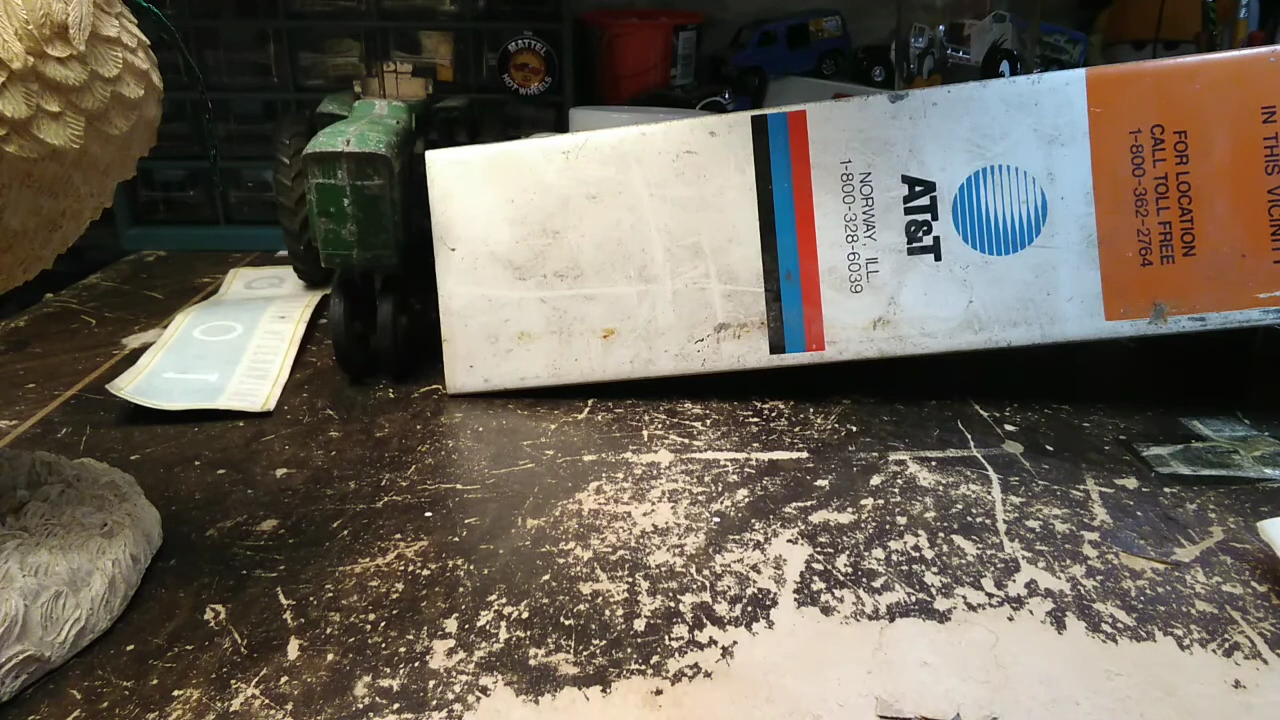 MATTEL
HOT WHEELS
IN THIS VICINITY
FOR LOCATION
CALL TOLL FREE
1-800-362-2764
AT&T
NORWAY, ILL.
1-800-328-6039